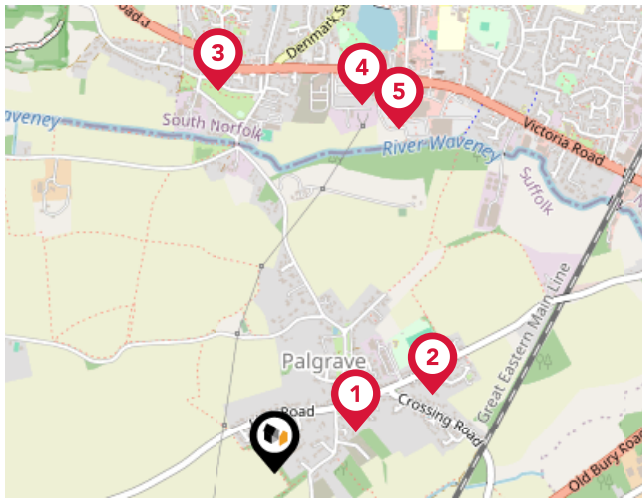 Road J
Denmark St
3
4
5
South Norfolk
Waveney
River Waveney
Victoria Road
Suffolk
Great Eastern Main Line
Palgrave
2
1
Road
Crossing Road
Old Bury Road